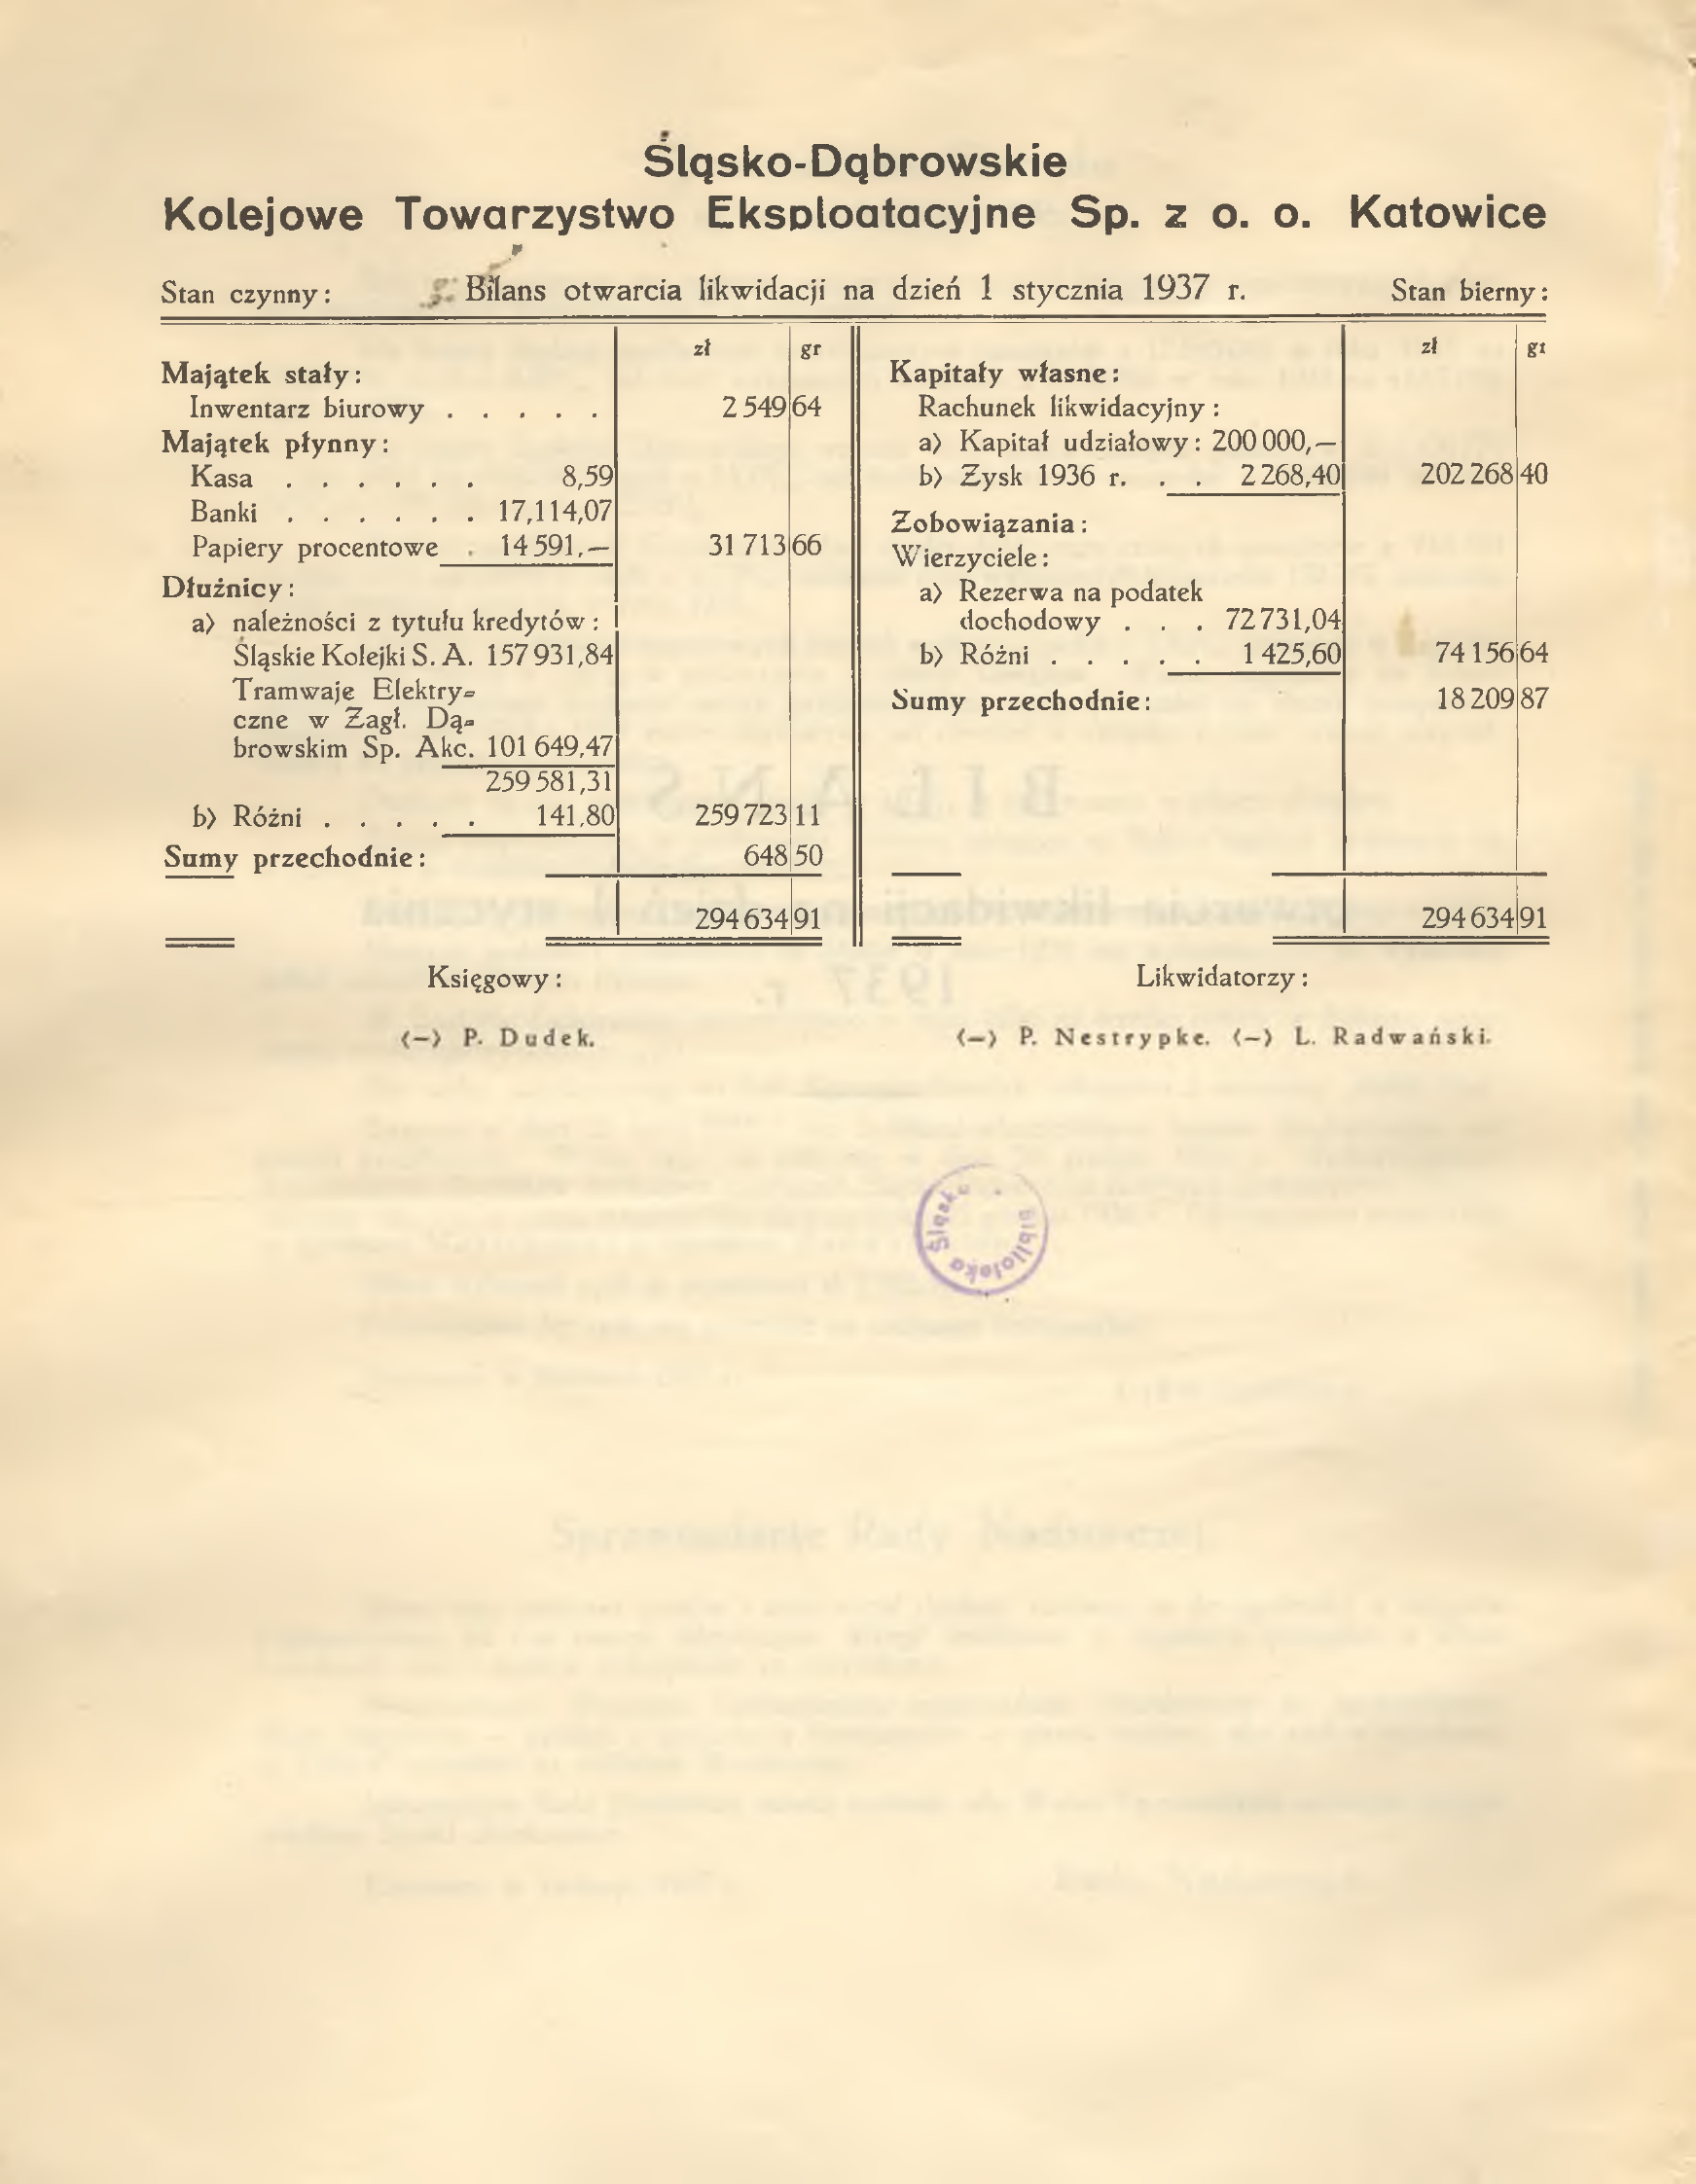 Śląsko-Dąbrowskie
Kolejowe Towarzystwo Eksploatacyjne Sp. z o. o. Katowice
Stan czynny: Bilans otwarcia likwidacji na dzień 1 stycznia 1937 r. Stan bierny:
zł gr
Majątek stały:
Inwentarz biurowy . . . . . 2 549 64
Majątek płynny:
Kasa . . . . . . 8,59
Banki . . . . . . 17,114,07
Papiery procentowe . 14 591,— 31 713 66
Dłużnicy:
a) należności z tytułu kredytów:
Śląskie Kolejki S. A. 157 931,84
Tramwaje Elektry-
czne w Zagł. Dą-
browskim Sp. Akc. 101 649,47
259 581,31
b) Różni . . . . . 141,80 259 723 11
Sumy przechodnie: 648 50
294 634 91
zł gr
Kapitały własne:
Rachunek likwidacyjny:
a) Kapitał udziałowy: 200 000,—
b) Zysk 1936 r. . . 2 268,40 202 268 40
Zobowiązania:
Wierzyciele:
a) Rezerwa na podatek
dochodowy . . . 72 731,04
b) Różni . . . . . 1 425,60 74 156 64
Sumy przechodnie: 18 209 87
294 634 91
Księgowy: Likwidatorzy:
(—) P. Dudek. (—) P. Nestrypke. (—) L. Radwański.
Biblioteka Śląska